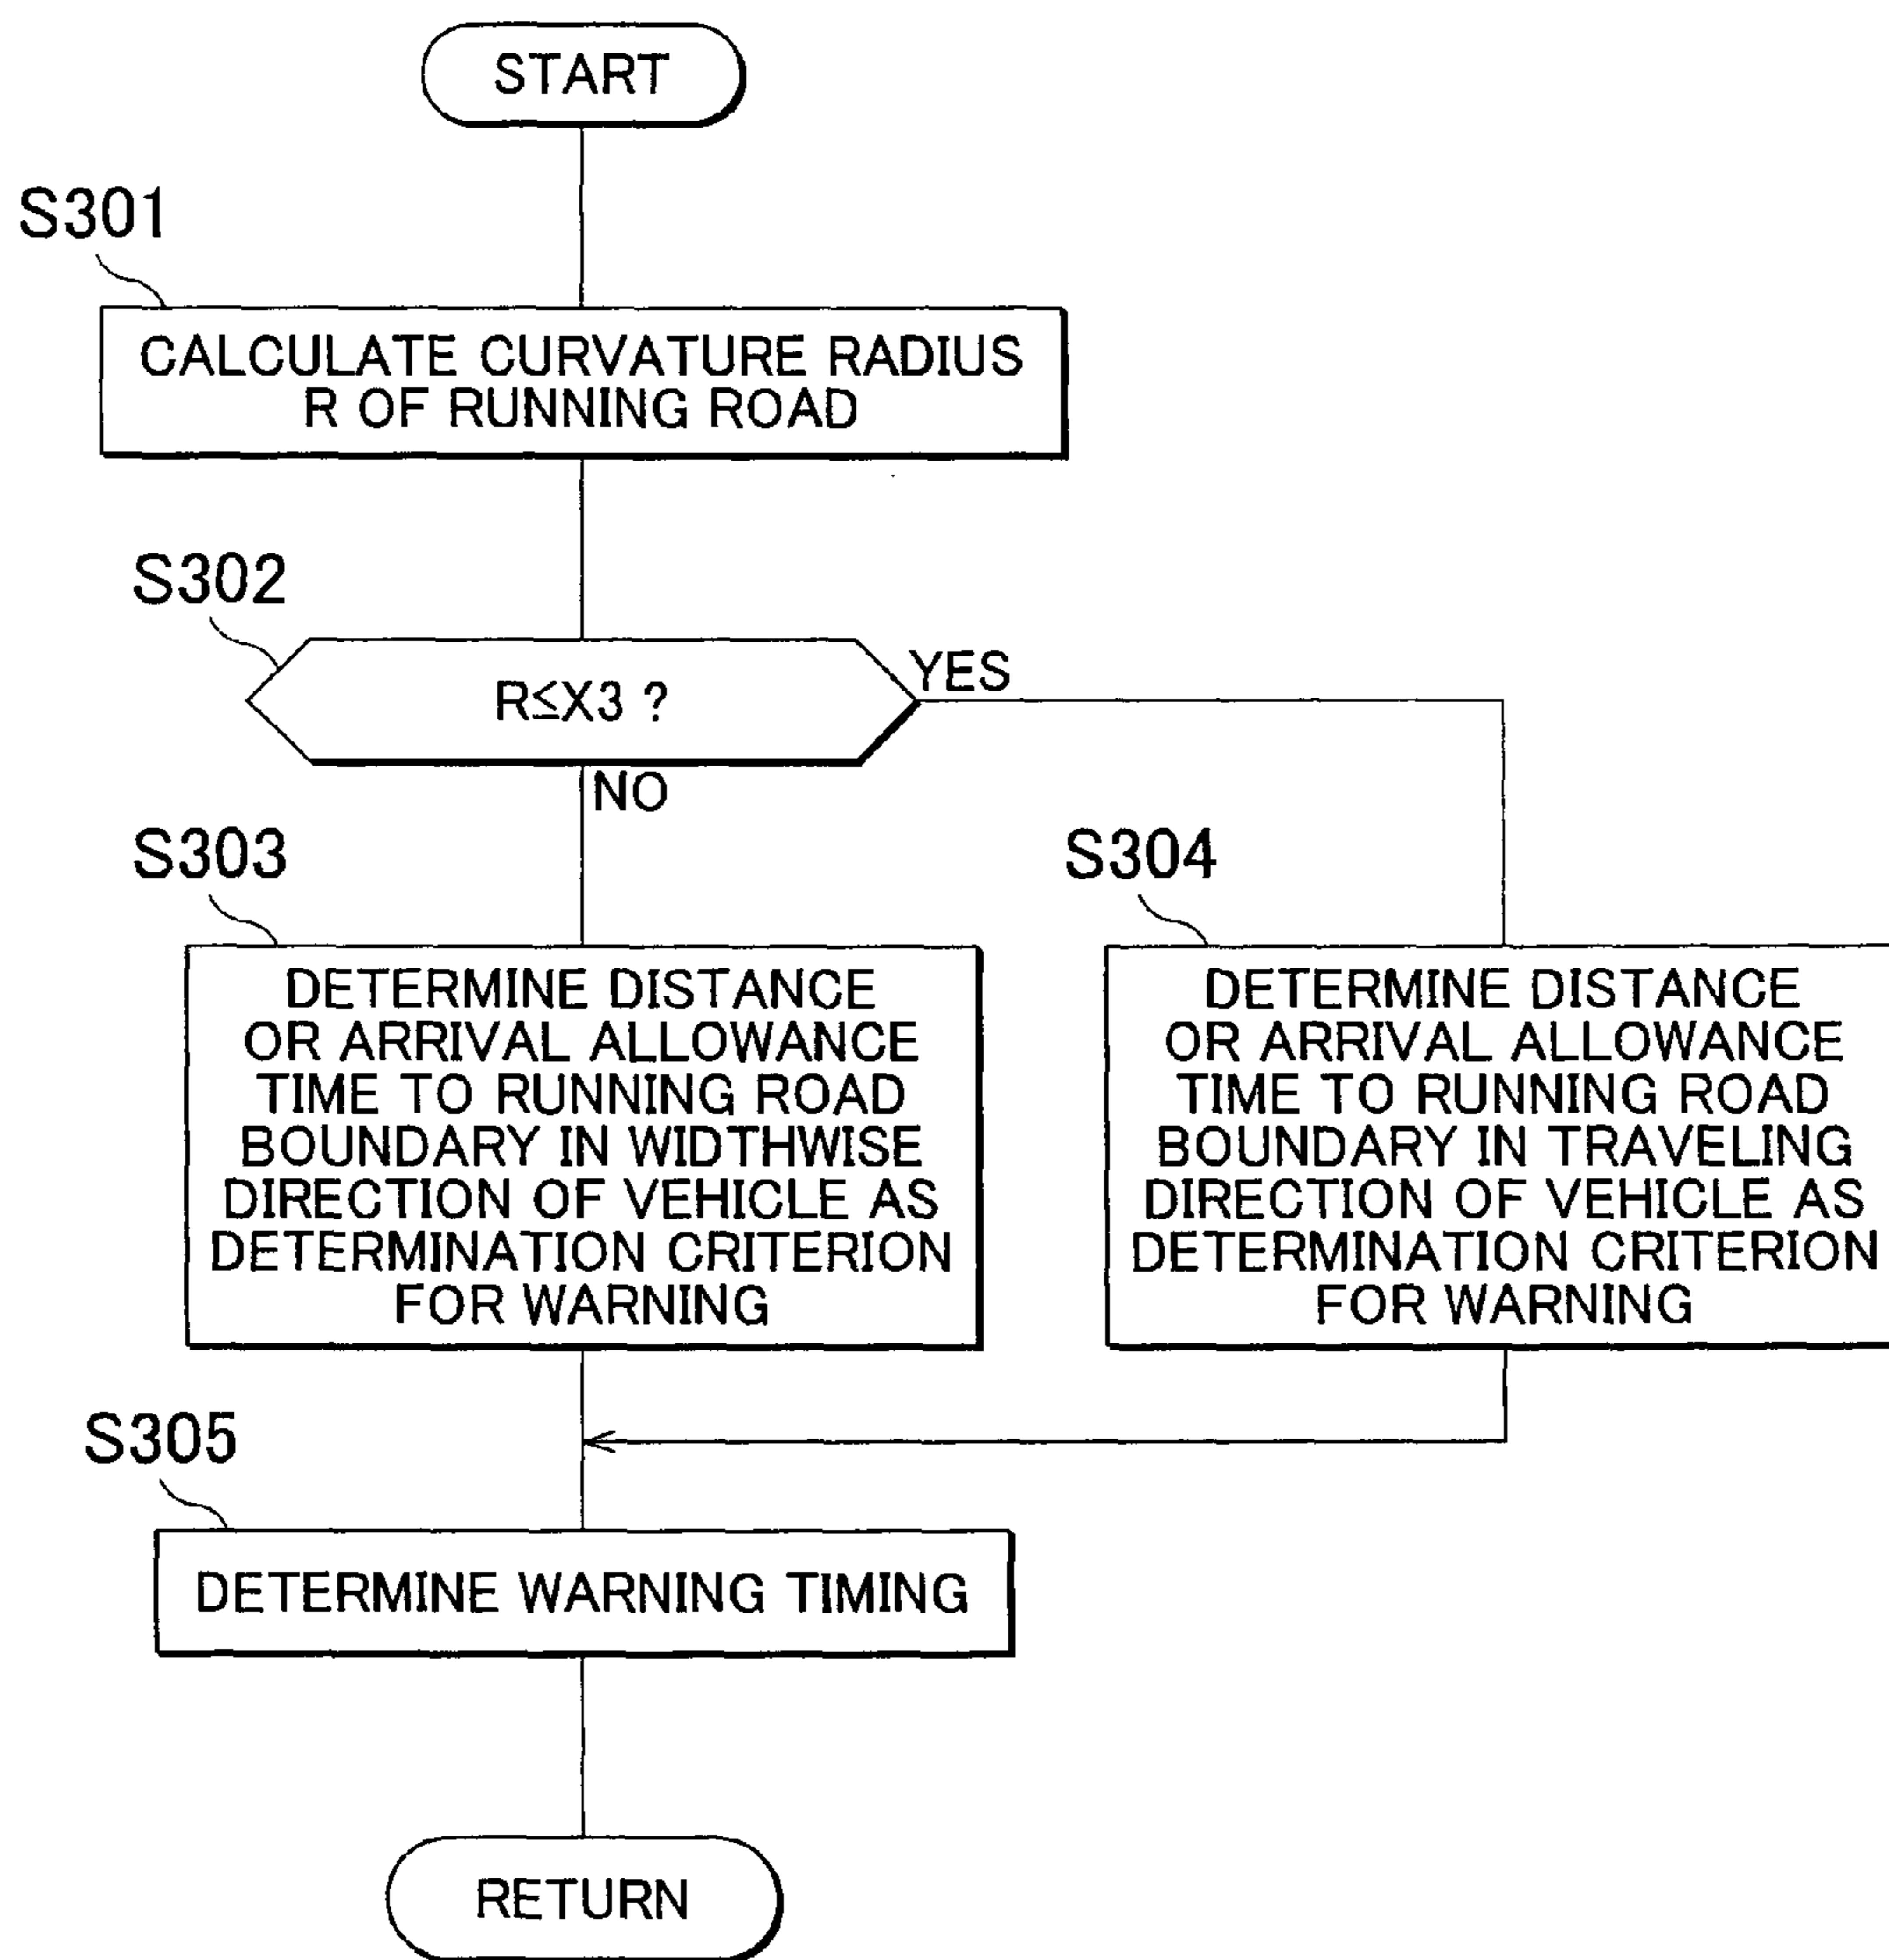 START
S301
CALCULATE CURVATURE RADIUS
R OF RUNNING ROAD
S302
R≤X3 ?
YES
NO
S303
DETERMINE DISTANCE
OR ARRIVAL ALLOWANCE
TIME TO RUNNING ROAD
BOUNDARY IN WIDTHWISE
DIRECTION OF VEHICLE AS
DETERMINATION CRITERION
FOR WARNING
S304
DETERMINE DISTANCE
OR ARRIVAL ALLOWANCE
TIME TO RUNNING ROAD
BOUNDARY IN TRAVELING
DIRECTION OF VEHICLE AS
DETERMINATION CRITERION
FOR WARNING
S305
DETERMINE WARNING TIMING
RETURN